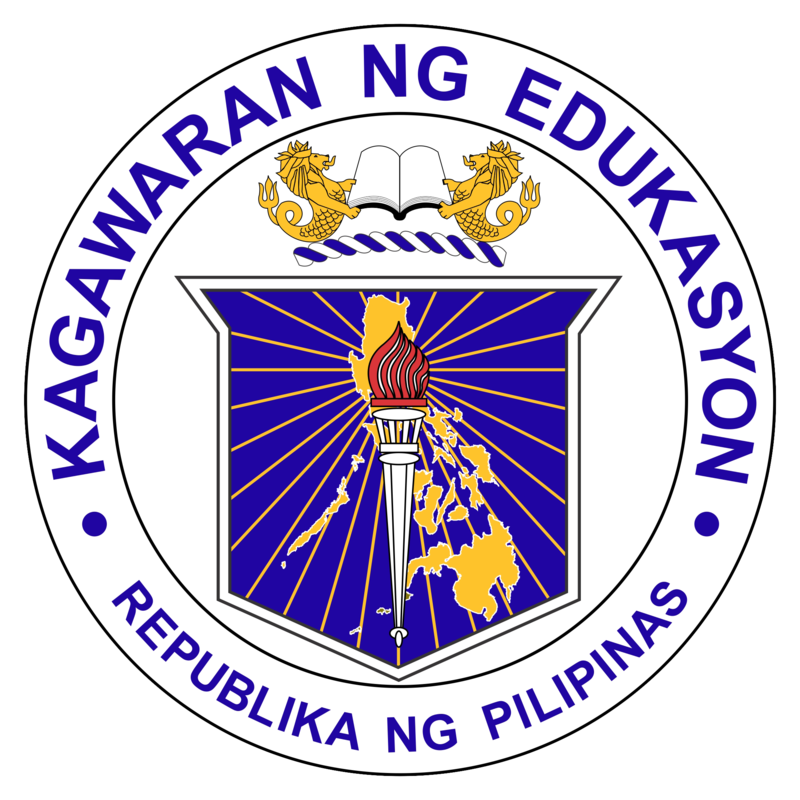 KAGAWARAN NG EDUKASYON
REPUBLIKA NG PILIPINAS